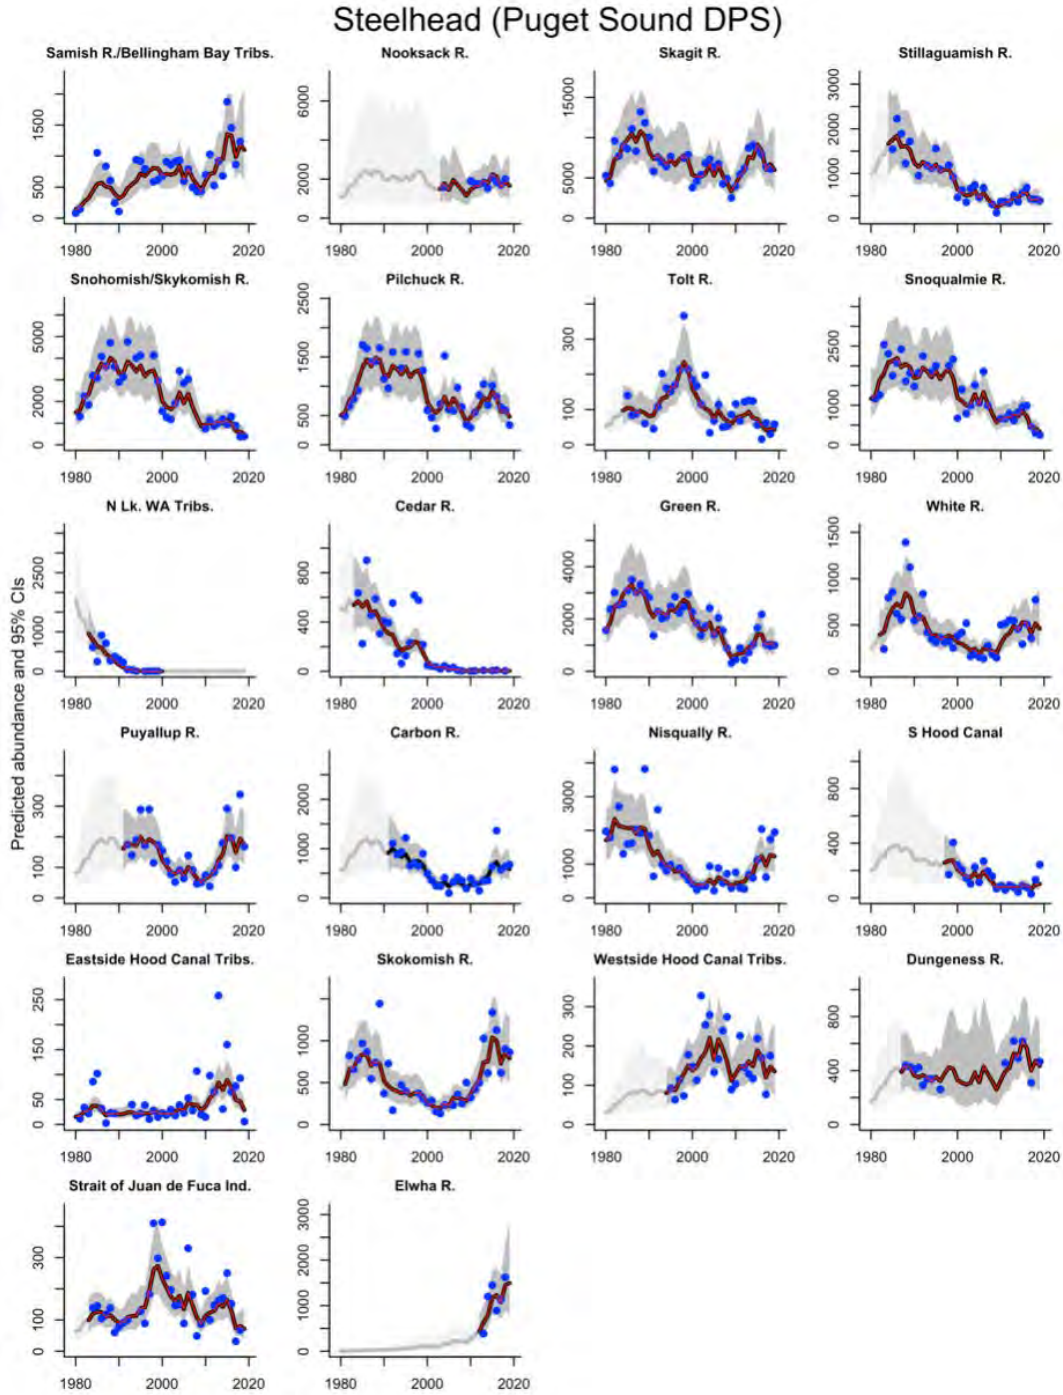 Steelhead (Puget Sound DPS)
Predicted abundance and 95% CIs
Samish R./Bellingham Bay Tribs.
0 500 1500
1980 2000 2020
Nooksack R.
0 2000 6000
1980 2000 2020
Skagit R.
0 5000 15000
1980 2000 2020
Stillaguamish R.
0 1000 2000 3000
1980 2000 2020
Snohomish/Skykomish R.
0 2000 5000
1980 2000 2020
Pilchuck R.
0 500 1500 2500
1980 2000 2020
Tolt R.
0 100 300
1980 2000 2020
Snoqualmie R.
0 1000 2500
1980 2000 2020
N Lk. WA Tribs.
0 1000 2500
1980 2000 2020
Cedar R.
0 400 800
1980 2000 2020
Green R.
0 2000 4000
1980 2000 2020
White R.
0 500 1000 1500
1980 2000 2020
Puyallup R.
0 100 300
1980 2000 2020
Carbon R.
0 1000 2000
1980 2000 2020
Nisqually R.
0 1000 3000
1980 2000 2020
S Hood Canal
0 400 800
1980 2000 2020
Eastside Hood Canal Tribs.
0 50 150 250
1980 2000 2020
Skokomish R.
0 500 1000
1980 2000 2020
Westside Hood Canal Tribs.
0 100 200 300
1980 2000 2020
Dungeness R.
0 400 800
1980 2000 2020
Strait of Juan de Fuca Ind.
0 100 300
1980 2000 2020
Elwha R.
0 1000 2000 3000
1980 2000 2020